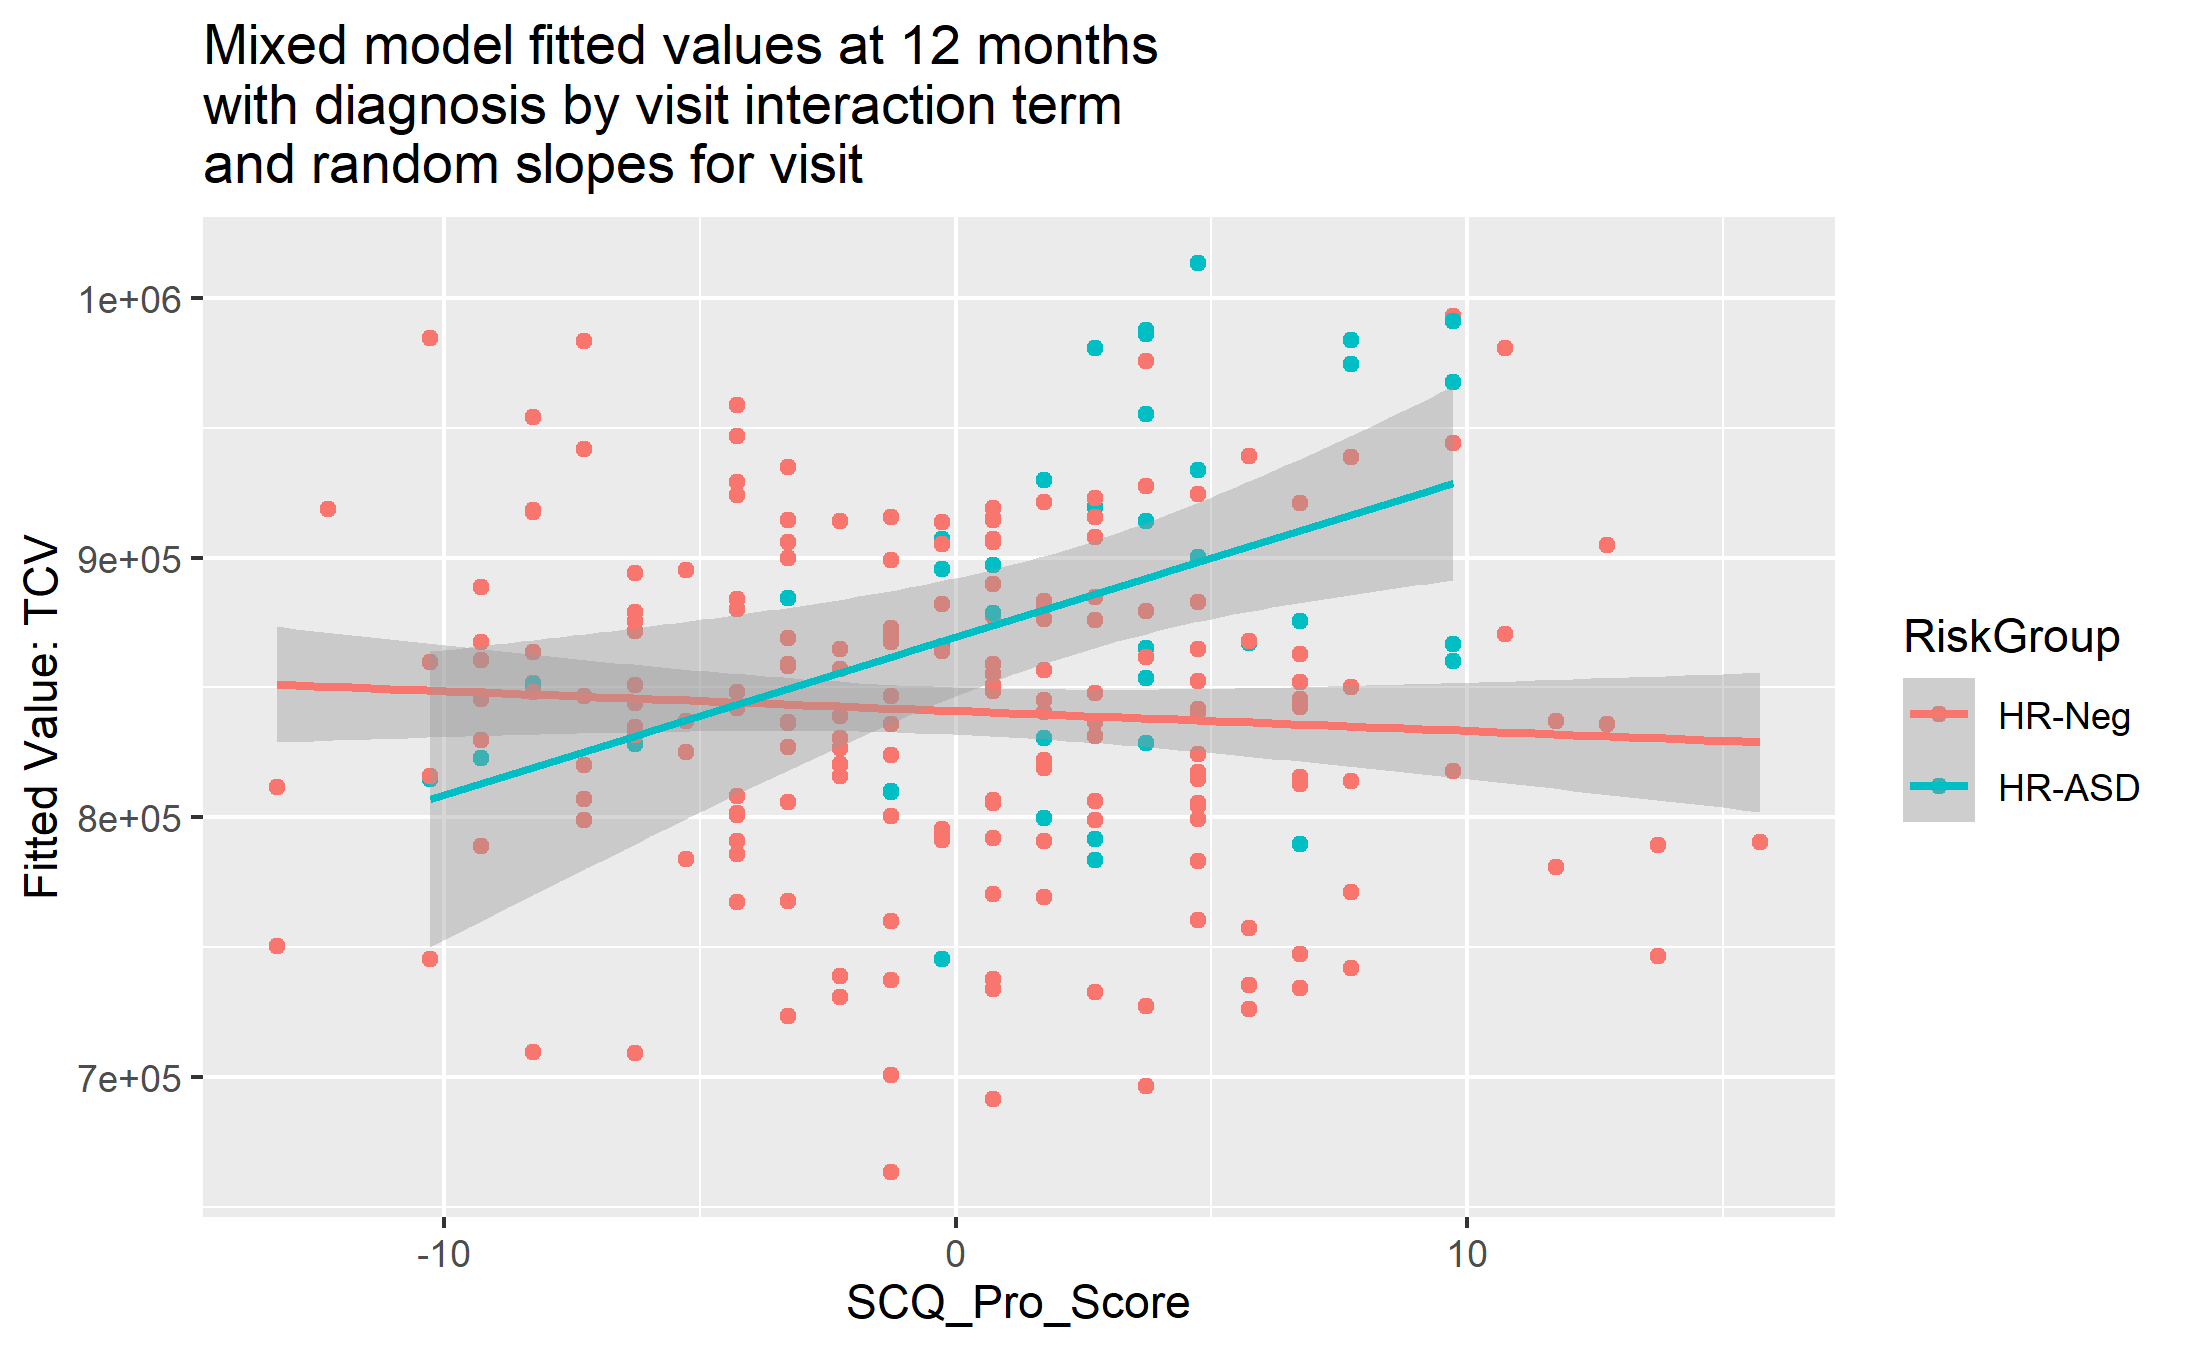 Mixed model fitted values at 12 months
with diagnosis by visit interaction term
and random slopes for visit
Fitted Value: TCV
1e+06
9e+05
8e+05
7e+05
-10
0
10
SCQ_Pro_Score
RiskGroup
HR-Neg
HR-ASD